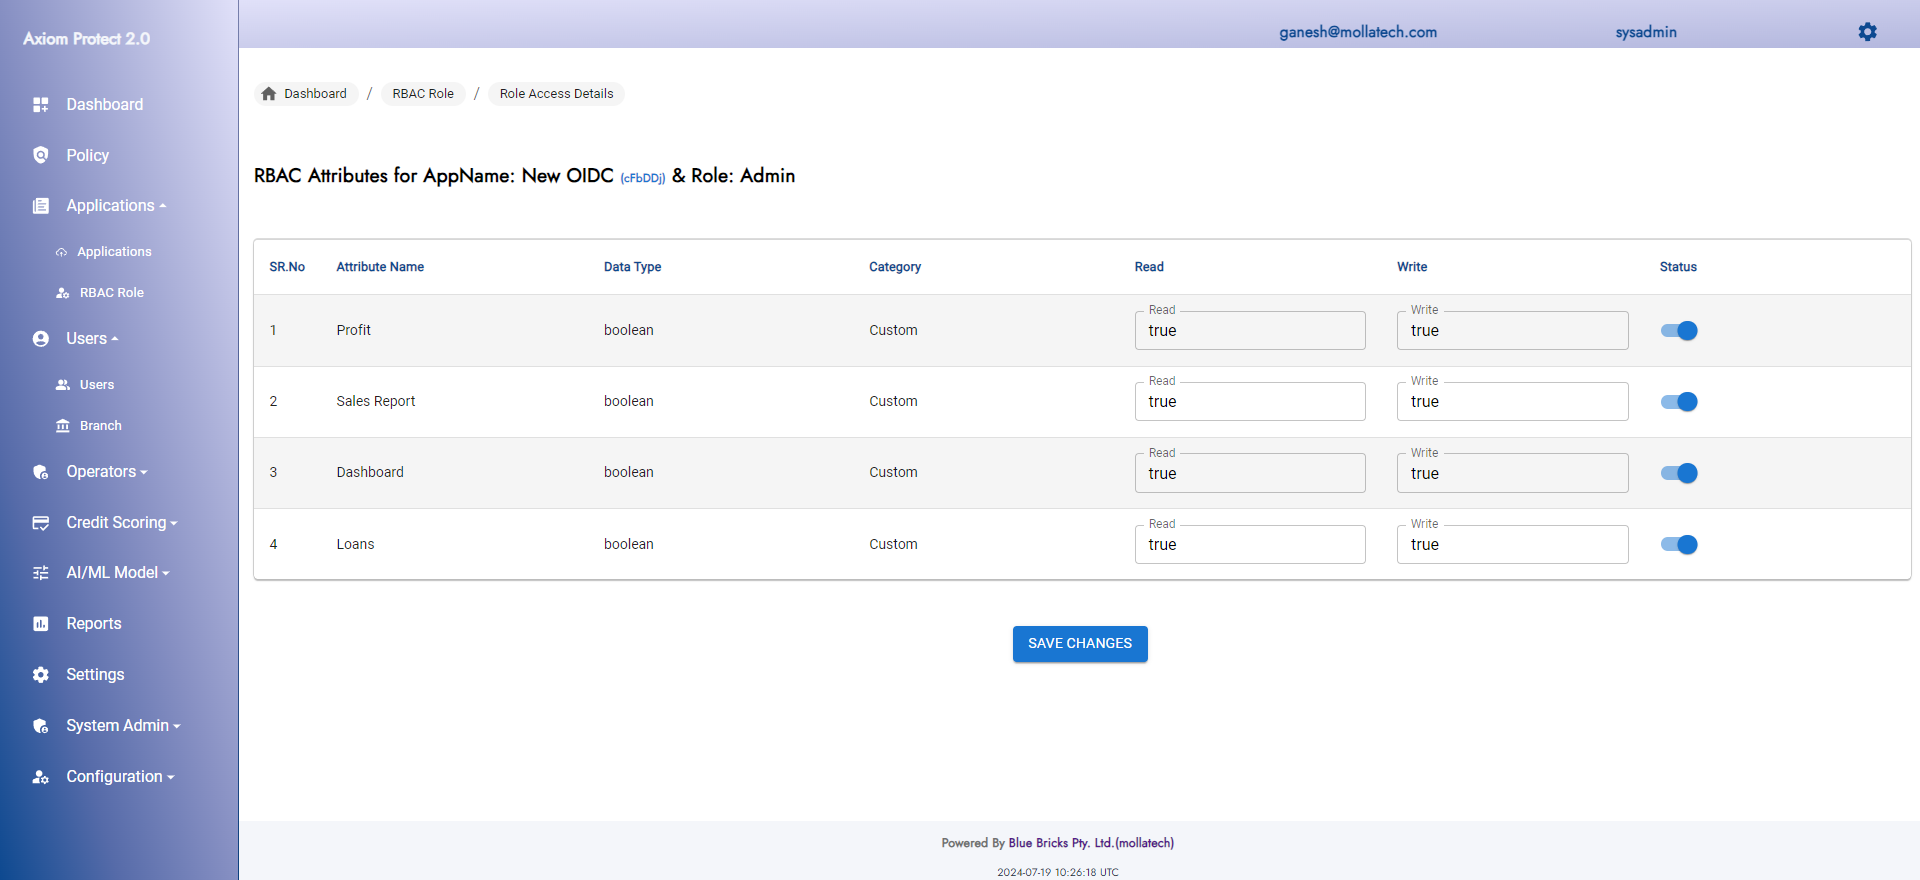 Axiom Protect 2.0
ganesh@mollatech.com
sysadmin
Dashboard
Policy
Applications
Applications
RBAC Role
Users
Users
Branch
Operators
Credit Scoring
AI/ML Model
Reports
Settings
System Admin
Configuration
Dashboard / RBAC Role / Role Access Details
RBAC Attributes for AppName: New OIDC (cFbDDj) & Role: Admin
SR.No Attribute Name Data Type Category Read Write Status
Read Write
1 Profit boolean Custom true true
Read Write
2 Sales Report boolean Custom true true
Read Write
3 Dashboard boolean Custom true true
Read Write
4 Loans boolean Custom true true
SAVE CHANGES
Powered By Blue Bricks Pty. Ltd.(mollatech)
2024-07-19 10:26:18 UTC